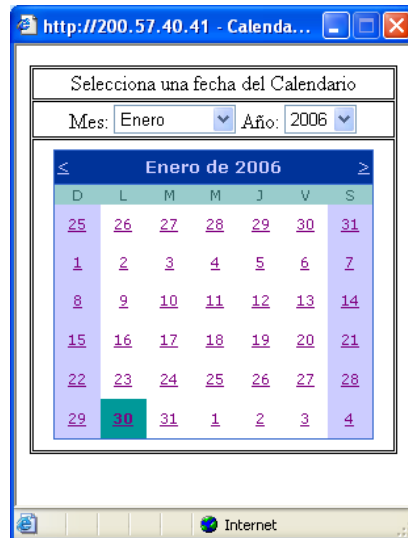 http://200.57.40.41 - Calenda...
Selecciona una fecha del Calendario
Mes: Enero Año: 2006
< Enero de 2006 >
D L M M J V S
25 26 27 28 29 30 31
1 2 3 4 5 6 7
8 9 10 11 12 13 14
15 16 17 18 19 20 21
22 23 24 25 26 27 28
29 30 31 1 2 3 4
Internet